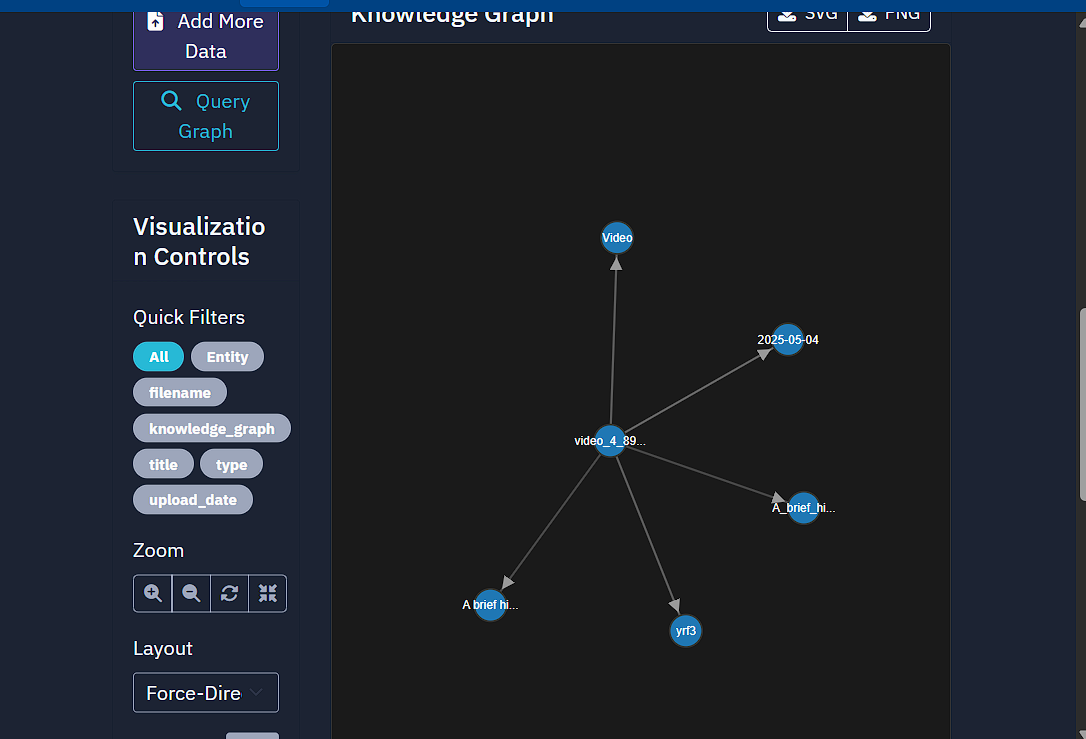 Add More
Data
Query
Graph
Visualizatio
n Controls
Quick Filters
All
Entity
filename
knowledge_graph
title
type
upload_date
Zoom
Layout
Force-Dire
Knowledge Graph
SVG
PNG
Video
2025-05-04
video_4_89...
A_brief_hi...
A brief hi...
yrf3